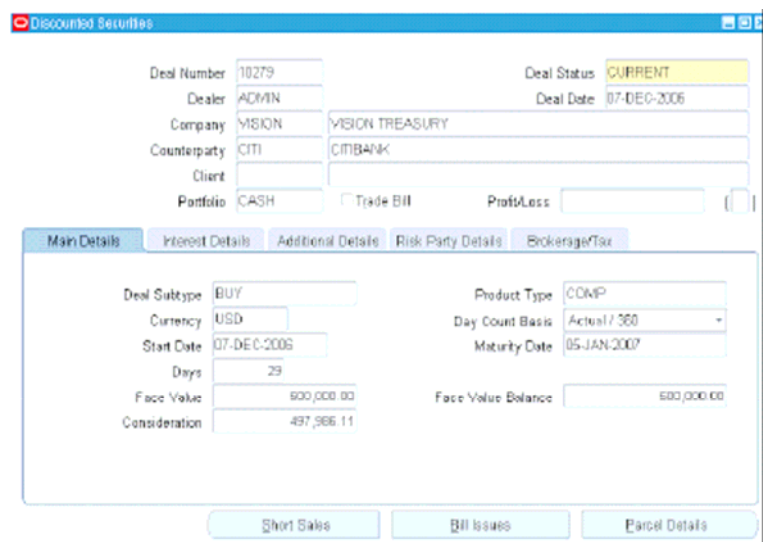 Discounted Securities
Deal Number 10279 Deal Status CURRENT
Dealer ADMIN Deal Date 07-DEC-2006
Company VISION VISION TREASURY
Counterparty CITI CITIBANK
Client
Portfolio CASH Trade Bill Profit/Loss [ ]
Main Details Interest Details Additional Details Risk Party Details Brokerage/Tax
Deal Subtype BUY Product Type COMP
Currency USD Day Count Basis Actual / 360
Start Date 07-DEC-2006 Maturity Date 05-JAN-2007
Days 29
Face Value 500,000.00 Face Value Balance 500,000.00
Consideration 497,986.11
Short Sales Bill Issues Parcel Details